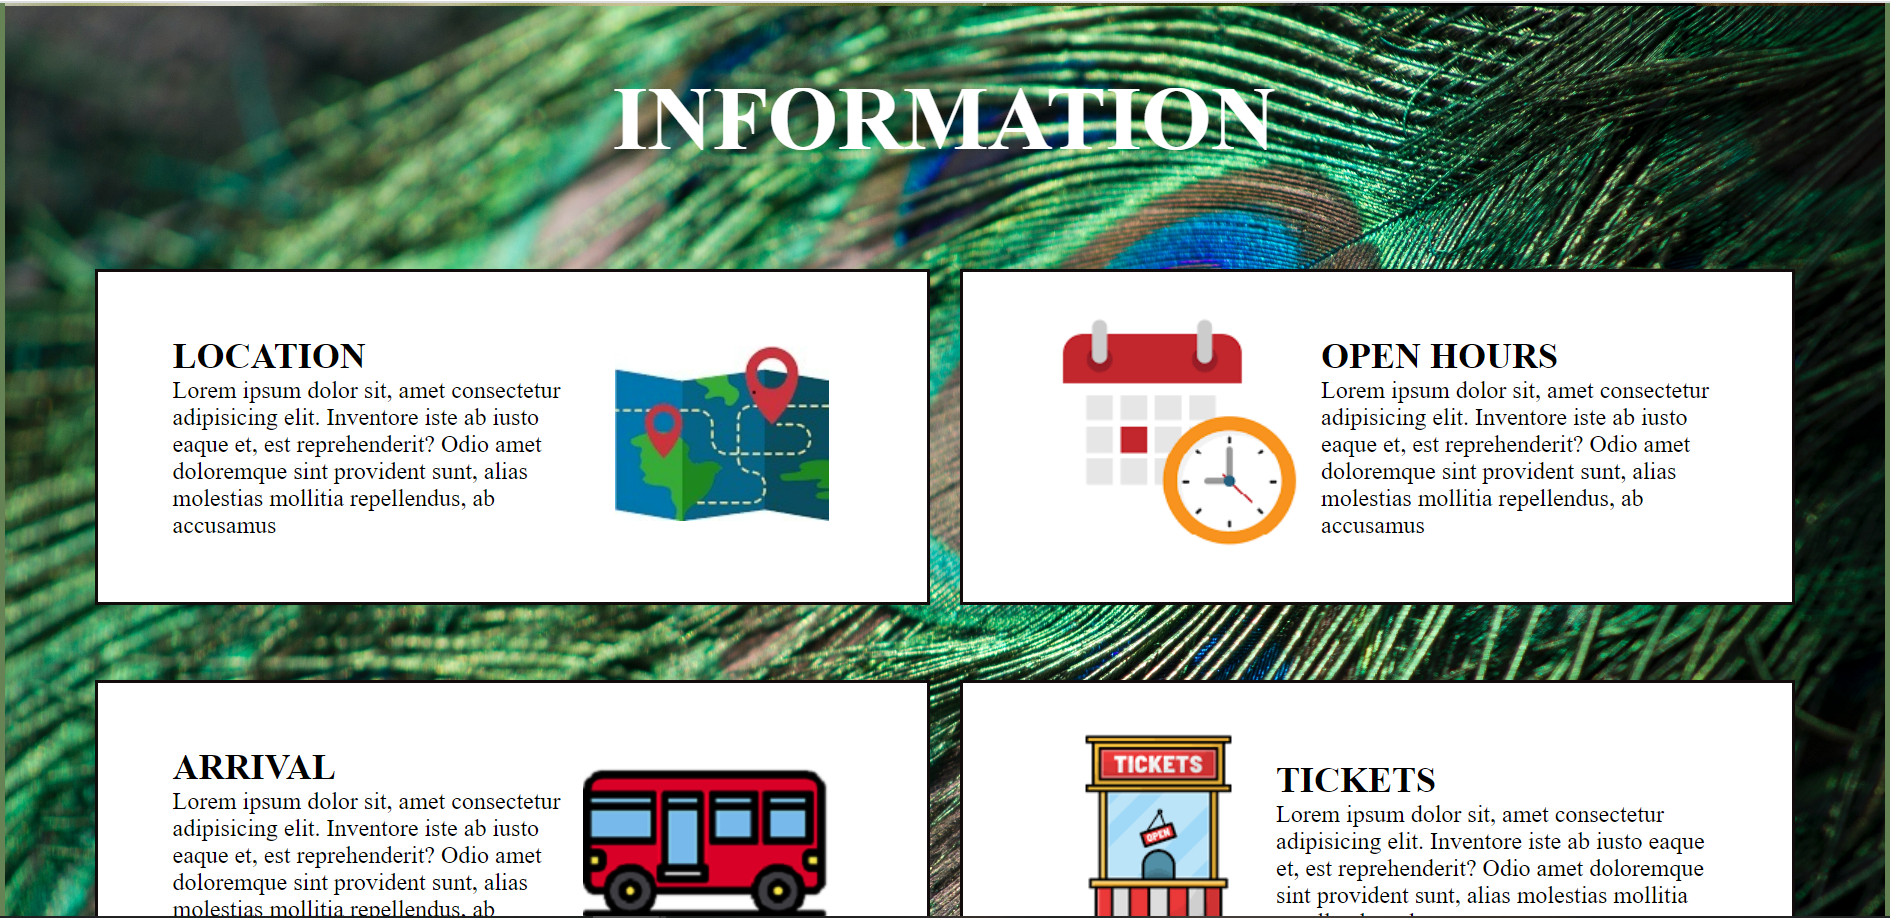 INFORMATION
LOCATION
Lorem ipsum dolor sit, amet consectetur
adipisicing elit. Inventore iste ab iusto
eaque et, est reprehenderit? Odio amet
doloremque sint provident sunt, alias
molestias mollitia repellendus, ab
accusamus
OPEN HOURS
Lorem ipsum dolor sit, amet consectetur
adipisicing elit. Inventore iste ab iusto
eaque et, est reprehenderit? Odio amet
doloremque sint provident sunt, alias
molestias mollitia repellendus, ab
accusamus
ARRIVAL
Lorem ipsum dolor sit, amet consectetur
adipisicing elit. Inventore iste ab iusto
eaque et, est reprehenderit? Odio amet
doloremque sint provident sunt, alias
molestias mollitia repellendus, ab
TICKETS
OPEN
TICKETS
Lorem ipsum dolor sit, amet consectetur
adipisicing elit. Inventore iste ab iusto eaque
et, est reprehenderit? Odio amet doloremque
sint provident sunt, alias molestias mollitia